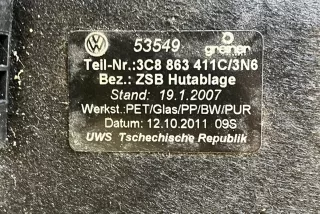 53549 greiner
Teil-Nr.:3C8 863 411C/3N6
Bez.: ZSB Hutablage
Stand: 19.1.2007
Werkst.:PET/Glas/PP/BW/PUR
Datum: 12.10.2011 09S
UWS Tschechische Republik